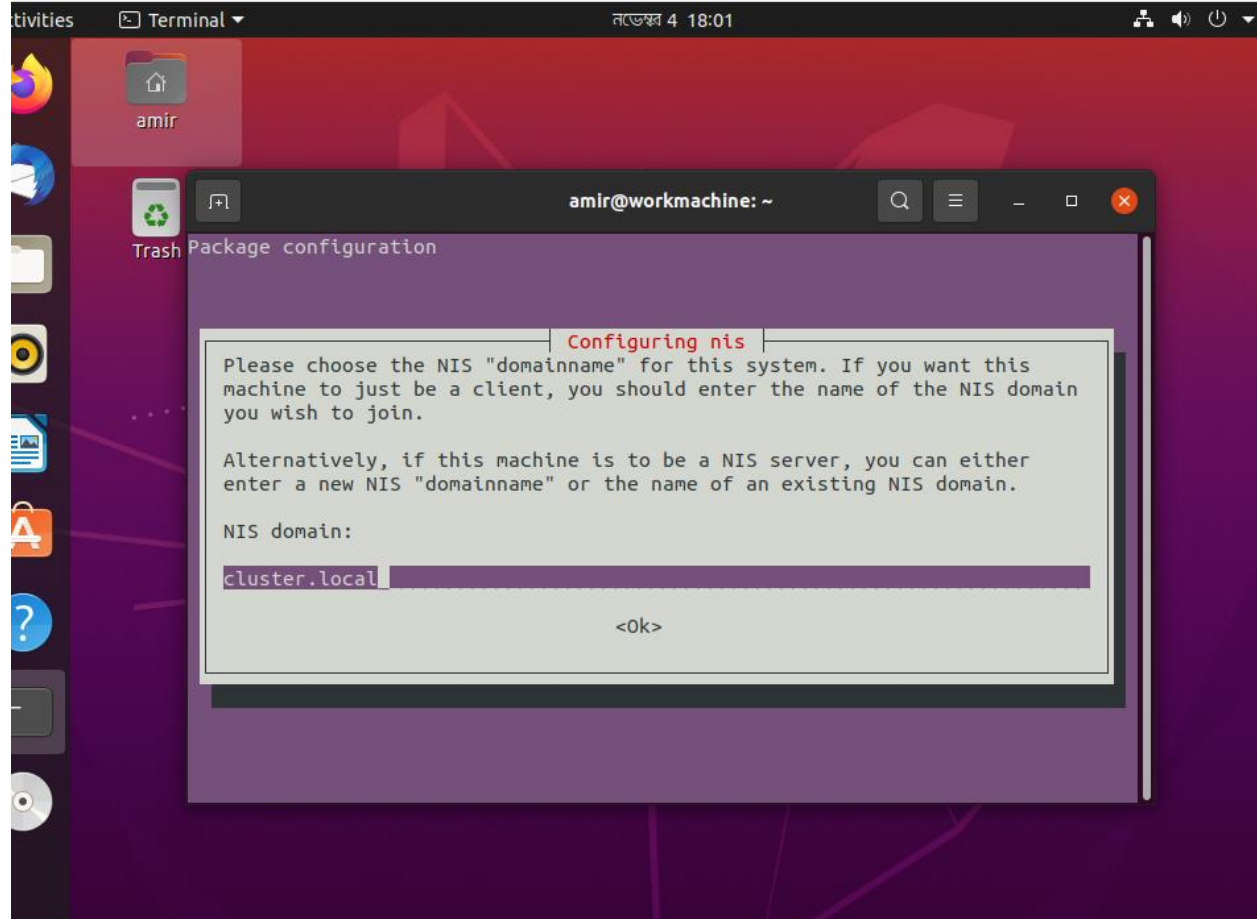 tivities
Terminal
নভেম্বর 4 18:01
amir
Trash
amir@workmachine: ~
Package configuration
Configuring nis
Please choose the NIS "domainname" for this system. If you want this
machine to just be a client, you should enter the name of the NIS domain
you wish to join.
Alternatively, if this machine is to be a NIS server, you can either
enter a new NIS "domainname" or the name of an existing NIS domain.
NIS domain:
cluster.local
<Ok>